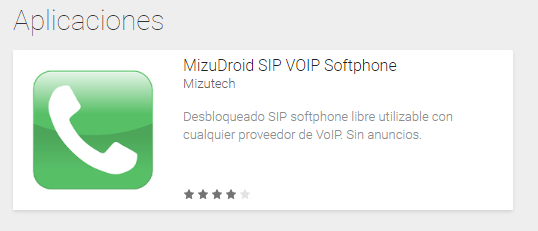 Aplicaciones
MizuDroid SIP VOIP Softphone
Mizutech
Desbloqueado SIP softphone libre utilizable con
cualquier proveedor de VoIP. Sin anuncios.